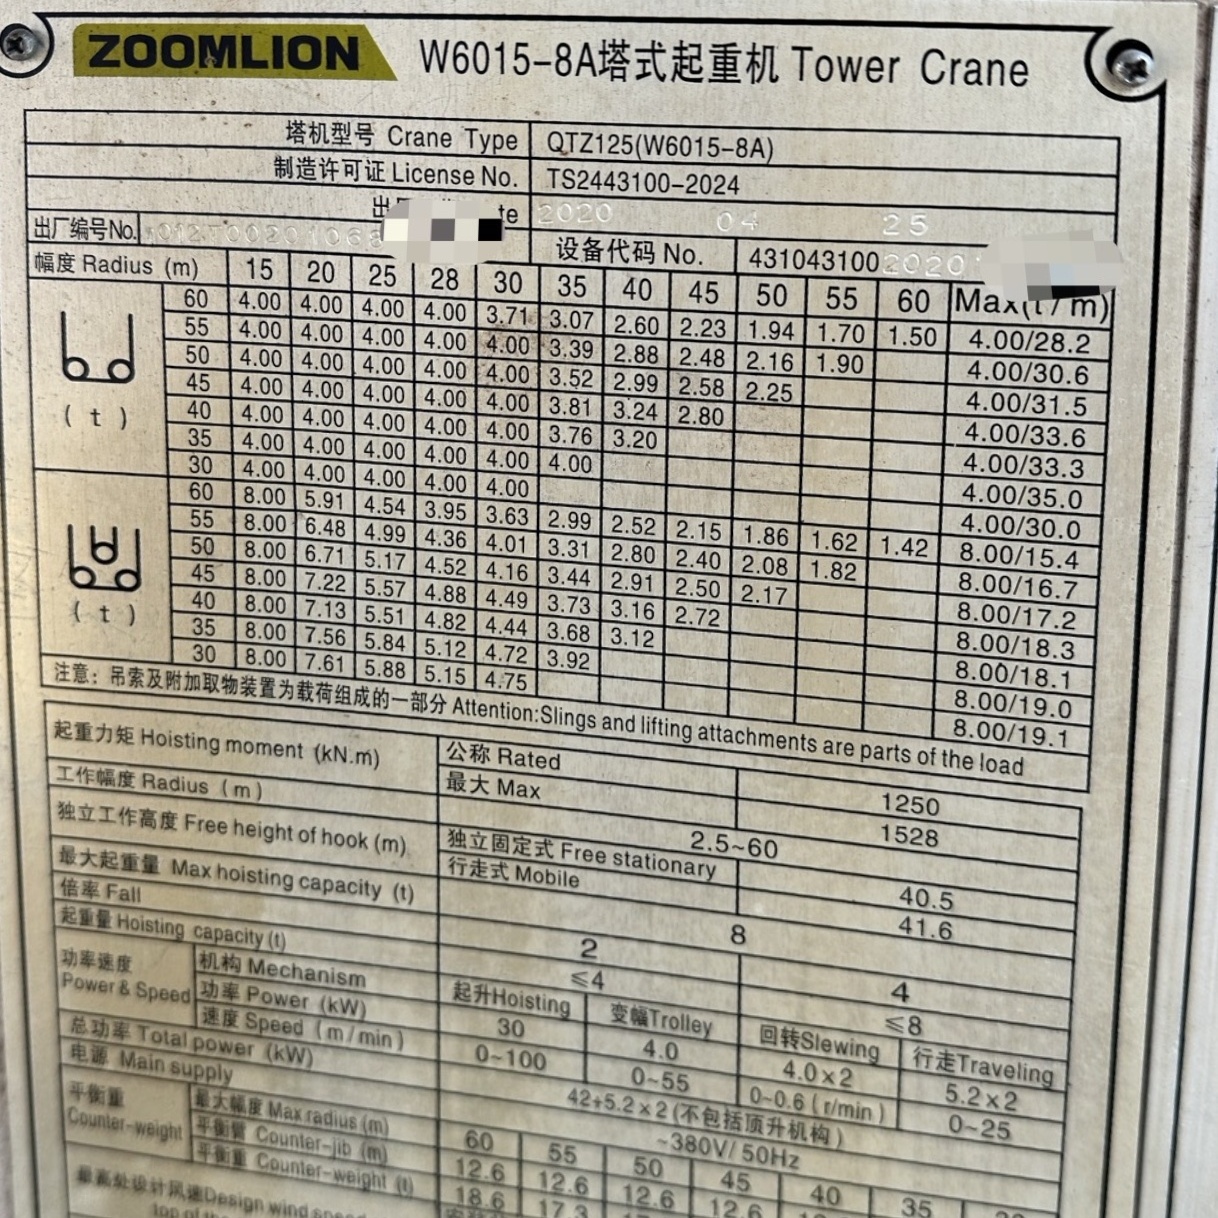 ZOOMLION W6015-8A塔式起重机 Tower Crane
塔机型号 Crane Type QTZ125(W6015-8A)
制造许可证 License No. TS2443100-2024
te 2020 04 25
出厂编号No. 设备代码 No. 4310431002020
幅度 Radius (m) 15 20 25 28 30 35 40 45 50 55 60 Max(t/m)
60 4.00 4.00 4.00 4.00 3.71 3.07 2.60 2.23 1.94 1.70 1.50 4.00/28.2
55 4.00 4.00 4.00 4.00 4.00 3.39 2.88 2.48 2.16 1.90 4.00/30.6
50 4.00 4.00 4.00 4.00 4.00 3.52 2.99 2.58 2.25 4.00/31.5
45 4.00 4.00 4.00 4.00 4.00 3.81 3.24 2.80 4.00/33.6
(t) 40 4.00 4.00 4.00 4.00 4.00 3.76 3.20 4.00/33.3
35 4.00 4.00 4.00 4.00 4.00 4.00 4.00/35.0
30 4.00 4.00 4.00 4.00 4.00 4.00/30.0
60 8.00 5.91 4.54 3.95 3.63 2.99 2.52 2.15 1.86 1.62 1.42 8.00/15.4
55 8.00 6.48 4.99 4.36 4.01 3.31 2.80 2.40 2.08 1.82 8.00/16.7
50 8.00 6.71 5.17 4.52 4.16 3.44 2.91 2.50 2.17 8.00/17.2
45 8.00 7.22 5.57 4.88 4.49 3.73 3.16 2.72 8.00/18.3
(t) 40 8.00 7.13 5.51 4.82 4.44 3.68 3.12 8.00/18.1
35 8.00 7.56 5.84 5.12 4.72 3.92 8.00/19.0
30 8.00 7.61 5.88 5.15 4.75 8.00/19.1
注意: 吊索及附加取物装置为载荷组成的一部分 Attention:Slings and lifting attachments are parts of the load
起重力矩 Hoisting moment (kN.m) 公称 Rated 1250
最大 Max 1528
工作幅度 Radius (m) 2.5~60
独立工作高度 Free height of hook (m) 独立固定式 Free stationary 40.5
行走式 Mobile 41.6
最大起重量 Max hoisting capacity (t) 8
倍率 Fall 2 4
起重量 Hoisting capacity (t) ≤4 ≤8
功率速度 Power & Speed 机构 Mechanism 起升Hoisting 变幅Trolley 回转Slewing 行走Traveling
功率 Power (kW) 30 4.0 4.0×2 5.2×2
速度 Speed (m/min) 0~100 0~55 0~0.6 (r/min) 0~25
总功率 Total power (kW) 42+5.2×2(不包括顶升机构)
电源 Main supply ~380V/ 50Hz
平衡重 Counter-weight 最大幅度 Max radius (m) 60 55 50 45 40 35
平衡臂 Counter-jib (m) 12.6 12.6 12.6 12.6
平衡重 Counter-weight (t) 18.6 17.3
最高处设计风速Design wind speed
top of the